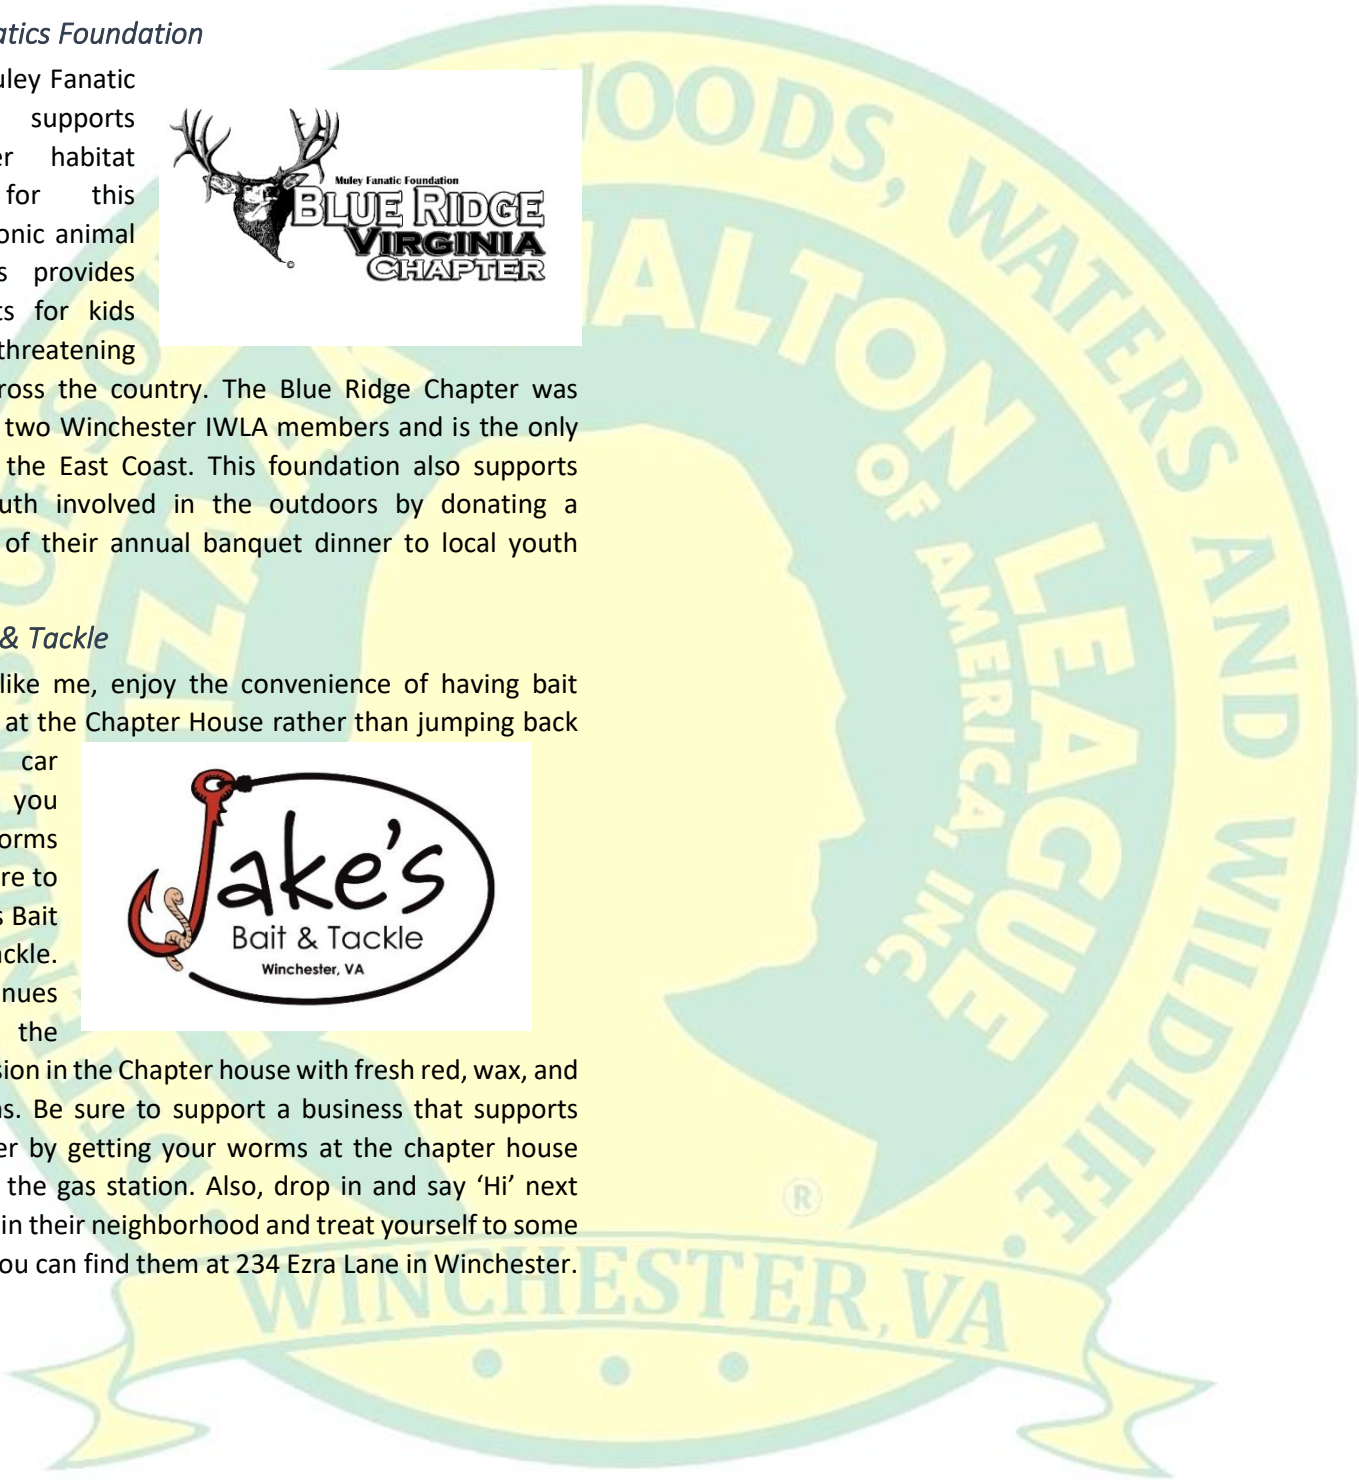 atics Foundation
uley Fanatic
supports
er habitat
for this
onic animal
s provides
ts for kids
threatening
Muley Fanatic Foundation
BLUE RIDGE
VIRGINIA
CHAPTER
ross the country. The Blue Ridge Chapter was
two Winchester IWLA members and is the only
the East Coast. This foundation also supports
uth involved in the outdoors by donating a
of their annual banquet dinner to local youth
& Tackle
like me, enjoy the convenience of having bait
at the Chapter House rather than jumping back
car
you
orms
re to
s Bait
ackle.
nues
the
Jake's
Bait & Tackle
Winchester, VA
sion in the Chapter house with fresh red, wax, and
ns. Be sure to support a business that supports
er by getting your worms at the chapter house
the gas station. Also, drop in and say ‘Hi’ next
in their neighborhood and treat yourself to some
ou can find them at 234 Ezra Lane in Winchester.
OF
WOODS, WATERS AND WILDLIFE.
IZAAK WALTON LEAGUE
OF AMERICA, INC.
®
WINCHESTER, VA